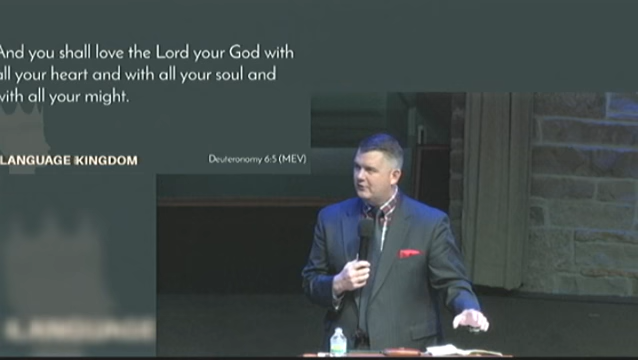 And you shall love the Lord your God with
all your heart and with all your soul and
with all your might.
LANGUAGE KINGDOM
Deuteronomy 6:5 (MEV)
LANGUAGE